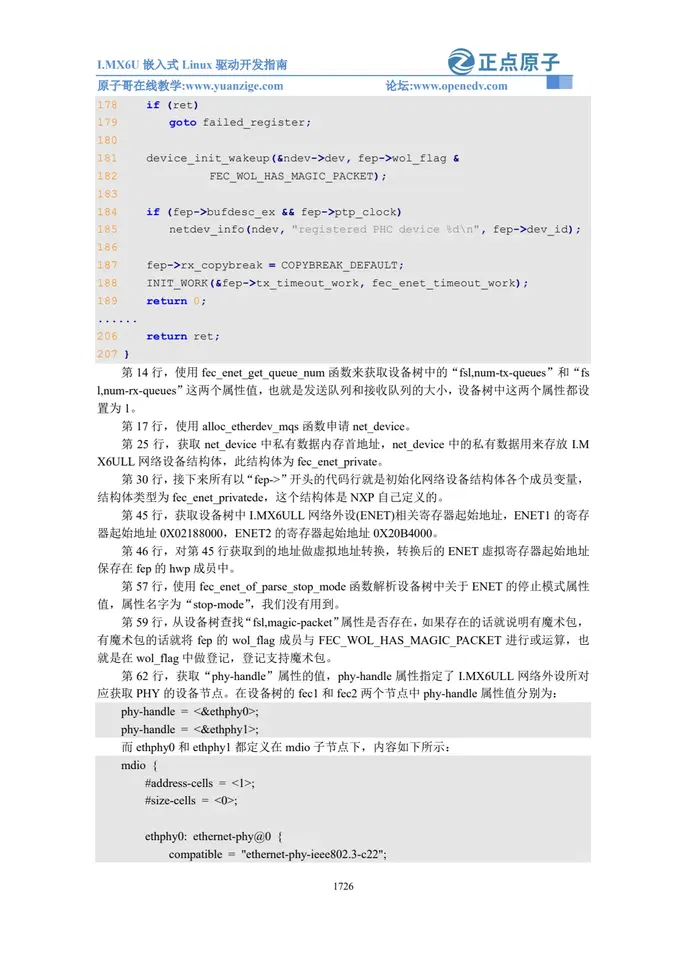 I.MX6U 嵌入式 Linux 驱动开发指南
正点原子
原子哥在线教学:www.yuanzige.com 论坛:www.openedv.com
178 if (ret)
179 goto failed_register;
180
181 device_init_wakeup(&ndev->dev, fep->wol_flag &
182 FEC_WOL_HAS_MAGIC_PACKET);
183
184 if (fep->bufdesc_ex && fep->ptp_clock)
185 netdev_info(ndev, "registered PHC device %d\n", fep->dev_id);
186
187 fep->rx_copybreak = COPYBREAK_DEFAULT;
188 INIT_WORK(&fep->tx_timeout_work, fec_enet_timeout_work);
189 return 0;
......
206 return ret;
207 }
第 14 行，使用 fec_enet_get_queue_num 函数来获取设备树中的“fsl,num-tx-queues”和“fs
l,num-rx-queues”这两个属性值，也就是发送队列和接收队列的大小，设备树中这两个属性都设
置为 1。
第 17 行，使用 alloc_etherdev_mqs 函数申请 net_device。
第 25 行，获取 net_device 中私有数据内存首地址，net_device 中的私有数据用来存放 I.M
X6ULL 网络设备结构体，此结构体为 fec_enet_private。
第 30 行，接下来所有以“fep->”开头的代码行就是初始化网络设备结构体各个成员变量，
结构体类型为 fec_enet_privatede，这个结构体是 NXP 自己定义的。
第 45 行，获取设备树中 I.MX6ULL 网络外设(ENET)相关寄存器起始地址，ENET1 的寄存
器起始地址 0X02188000，ENET2 的寄存器起始地址 0X20B4000。
第 46 行，对第 45 行获取到的地址做虚拟地址转换，转换后的 ENET 虚拟寄存器起始地址
保存在 fep 的 hwp 成员中。
第 57 行，使用 fec_enet_of_parse_stop_mode 函数解析设备树中关于 ENET 的停止模式属性
值，属性名字为“stop-mode”，我们没有用到。
第 59 行，从设备树查找“fsl,magic-packet”属性是否存在，如果存在的话就说明有魔术包，
有魔术包的话就将 fep 的 wol_flag 成员与 FEC_WOL_HAS_MAGIC_PACKET 进行或运算，也
就是在 wol_flag 中做登记，登记支持魔术包。
第 62 行，获取“phy-handle”属性的值，phy-handle 属性指定了 I.MX6ULL 网络外设所对
应获取 PHY 的设备节点。在设备树的 fec1 和 fec2 两个节点中 phy-handle 属性值分别为：
phy-handle = <&ethphy0>;
phy-handle = <&ethphy1>;
而 ethphy0 和 ethphy1 都定义在 mdio 子节点下，内容如下所示：
mdio {
#address-cells = <1>;
#size-cells = <0>;
ethphy0: ethernet-phy@0 {
compatible = "ethernet-phy-ieee802.3-c22";
1726